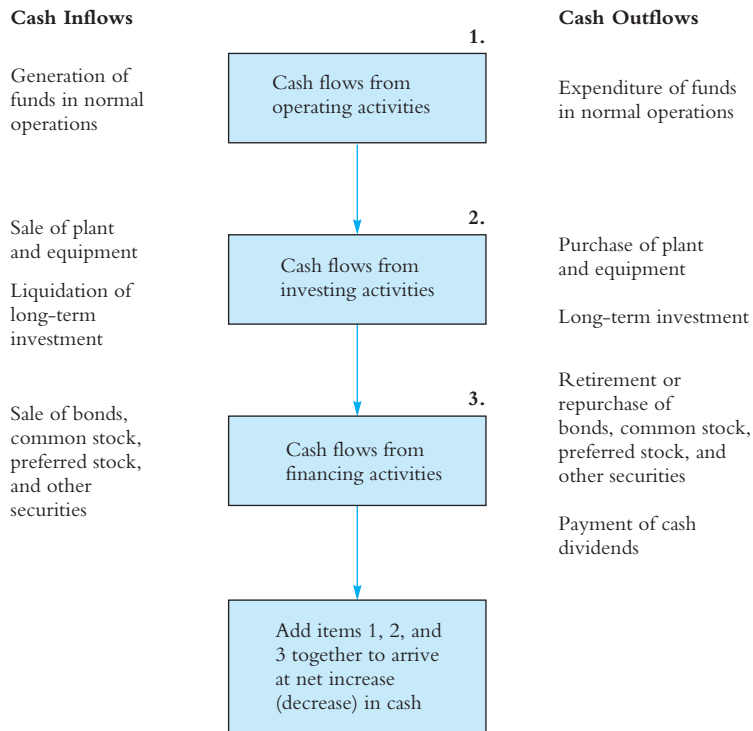 Cash Inflows
Cash Outflows
1.
Generation of
funds in normal
operations
Cash flows from
operating activities
Expenditure of funds
in normal operations
2.
Sale of plant
and equipment
Liquidation of
long-term
investment
Cash flows from
investing activities
Purchase of plant
and equipment
Long-term investment
3.
Sale of bonds,
common stock,
preferred stock,
and other
securities
Cash flows from
financing activities
Retirement or
repurchase of
bonds, common stock,
preferred stock, and
other securities
Payment of cash
dividends
Add items 1, 2, and
3 together to arrive
at net increase
(decrease) in cash